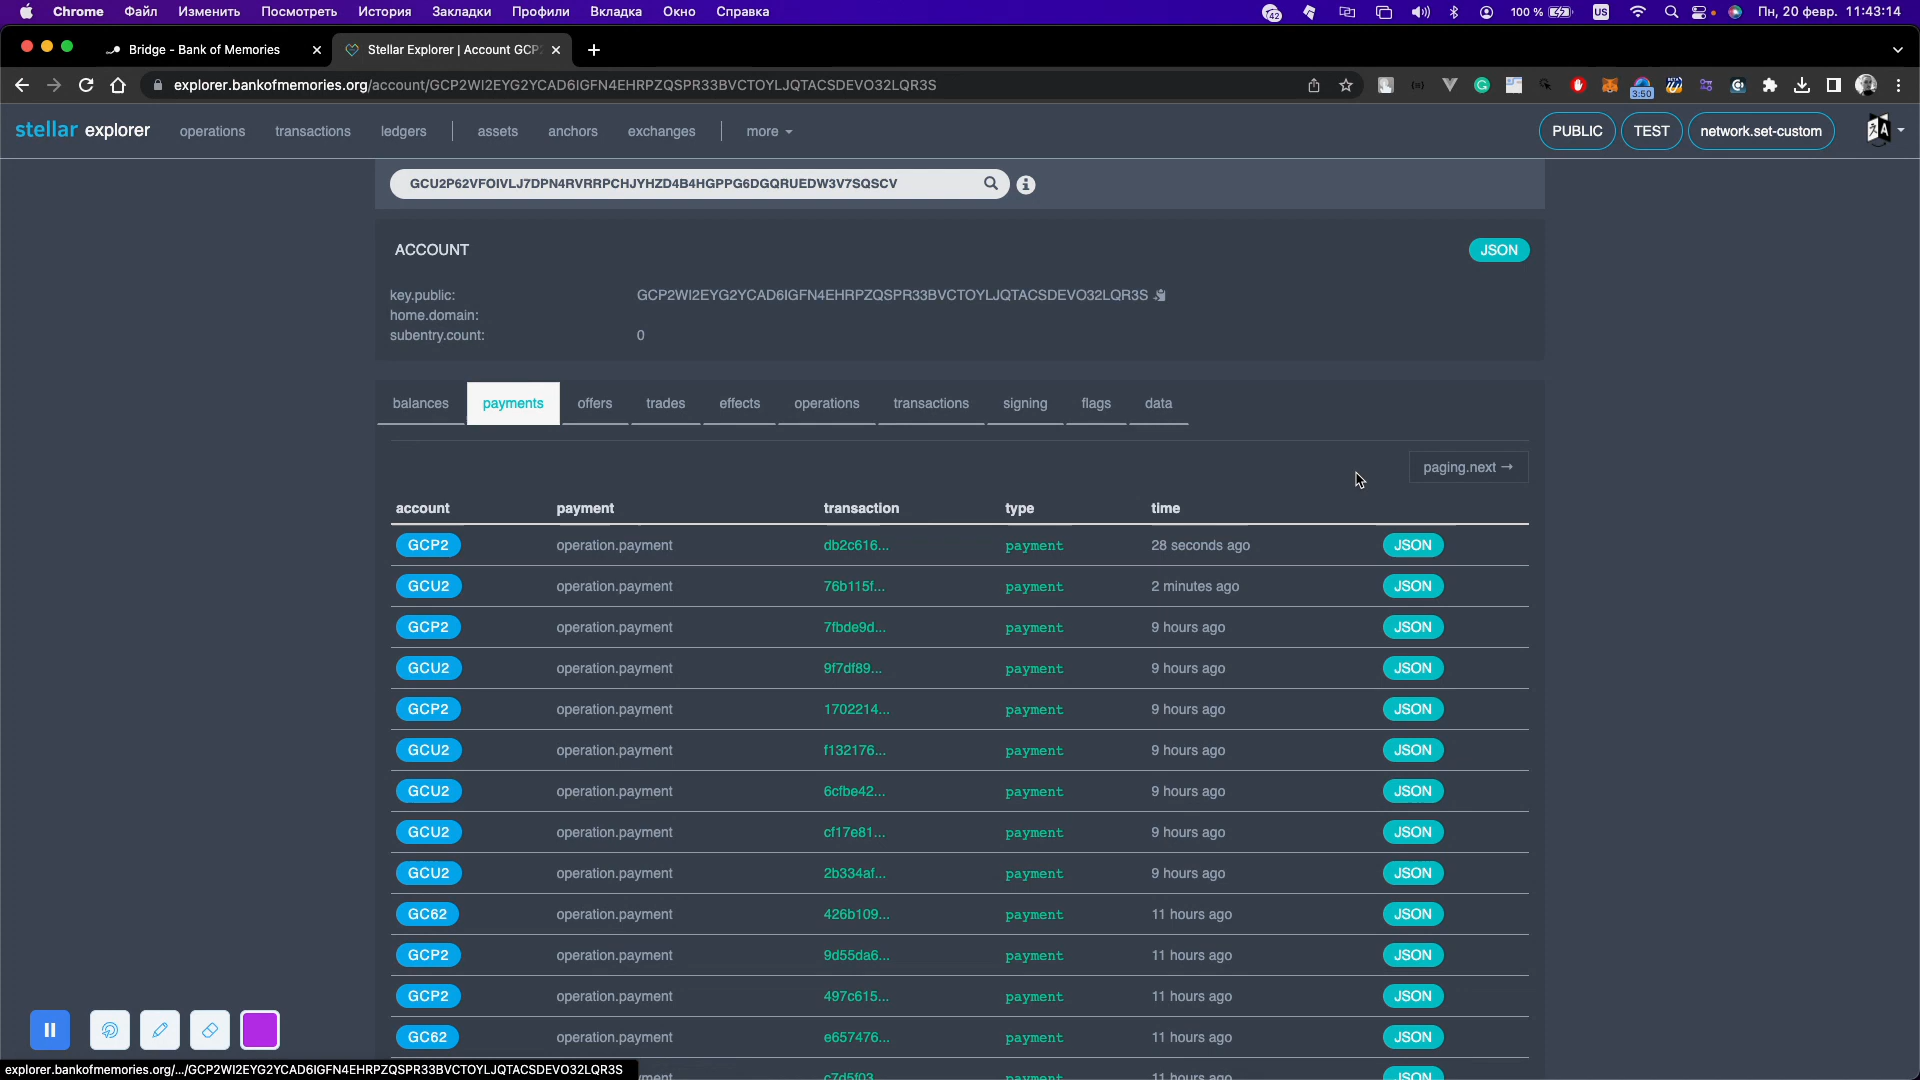 Chrome Файл Изменить Посмотреть История Закладки Профили Вкладка Окно Справка 42 100 % US Пн, 20 февр. 11:43:14
Bridge - Bank of Memories Stellar Explorer | Account GCP
explorer.bankofmemories.org/account/GCP2WI2EYG2YCAD6IGFN4EHRPZQSPR33BVCTOYLJQTACSDEVO32LQR3S 3:50
stellar explorer operations transactions ledgers assets anchors exchanges more PUBLIC TEST network.set-custom
GCU2P62VFOIVLJ7DPN4RVRRPCHJYHZD4B4HGPPG6DGQRUEDW3V7SQSCV
ACCOUNT JSON
key.public: GCP2WI2EYG2YCAD6IGFN4EHRPZQSPR33BVCTOYLJQTACSDEVO32LQR3S
home.domain:
subentry.count: 0
balances payments offers trades effects operations transactions signing flags data
paging.next →
account payment transaction type time
GCP2 operation.payment db2c616... payment 28 seconds ago JSON
GCU2 operation.payment 76b115f... payment 2 minutes ago JSON
GCP2 operation.payment 7fbde9d... payment 9 hours ago JSON
GCU2 operation.payment 9f7df89... payment 9 hours ago JSON
GCP2 operation.payment 1702214... payment 9 hours ago JSON
GCU2 operation.payment f132176... payment 9 hours ago JSON
GCU2 operation.payment 6cfbe42... payment 9 hours ago JSON
GCU2 operation.payment cf17e81... payment 9 hours ago JSON
GCU2 operation.payment 2b334af... payment 9 hours ago JSON
GC62 operation.payment 426b109... payment 11 hours ago JSON
GCP2 operation.payment 9d55da6... payment 11 hours ago JSON
GCP2 operation.payment 497c615... payment 11 hours ago JSON
GC62 operation.payment e657476... payment 11 hours ago JSON
c7d5f03... payment 11 hours ago JSON
explorer.bankofmemories.org/.../GCP2WI2EYG2YCAD6IGFN4EHRPZQSPR33BVCTOYLJQTACSDEVO32LQR3S